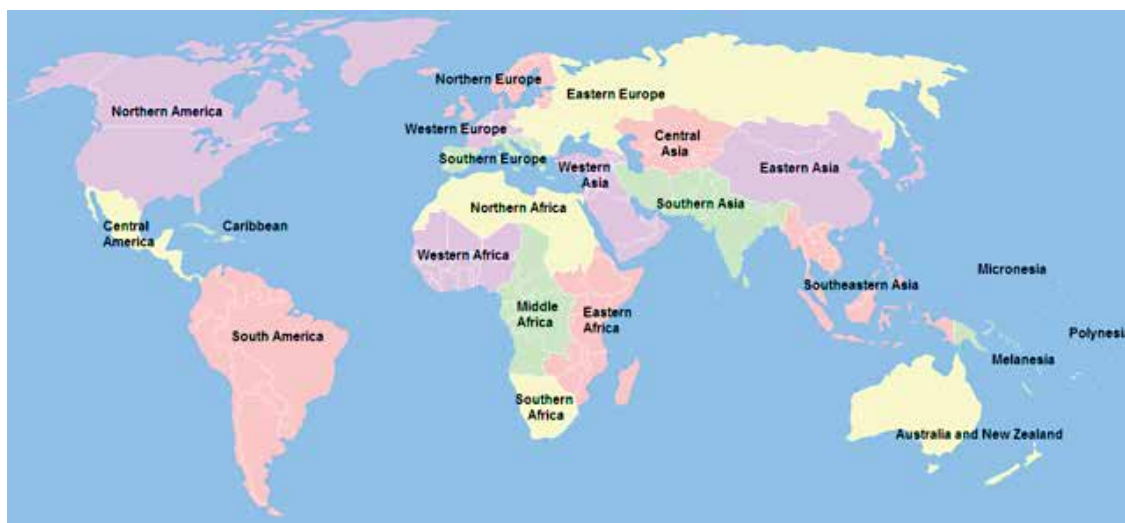 Northern Europe
Eastern Europe
Northern America
Western Europe
Central
Asia
Southern Europe
Western
Asia
Eastern Asia
Northern Africa
Southern Asia
Central
America
Caribbean
Western Africa
Micronesia
Southeastern Asia
Middle
Africa
Eastern
Africa
South America
Polynesia
Melanesia
Southern
Africa
Australia and New Zealand